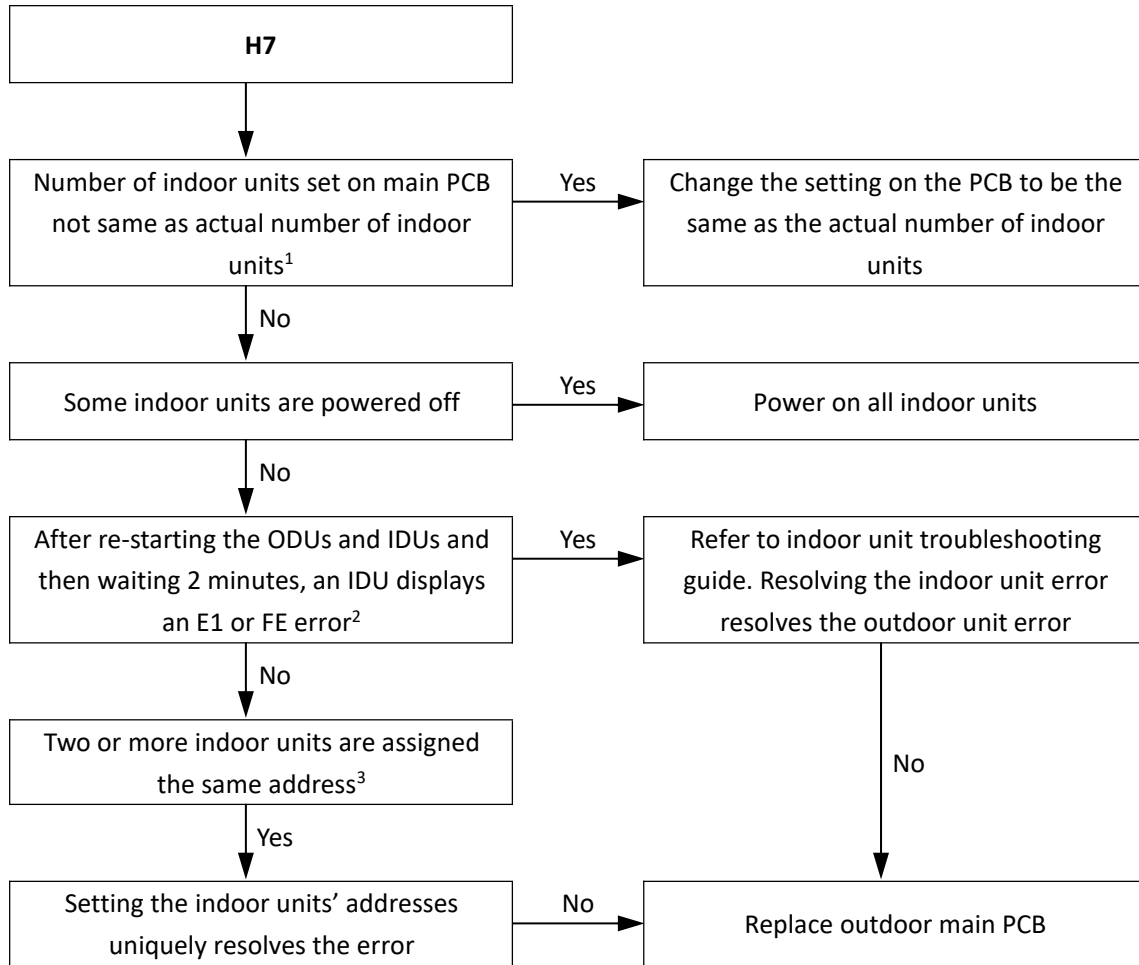 H7
Number of indoor units set on main PCB
not same as actual number of indoor
units¹
Yes
Change the setting on the PCB to be the
same as the actual number of indoor
units
No
Some indoor units are powered off
Yes
Power on all indoor units
No
After re-starting the ODUs and IDUs and
then waiting 2 minutes, an IDU displays
an E1 or FE error²
Yes
Refer to indoor unit troubleshooting
guide. Resolving the indoor unit error
resolves the outdoor unit error
No
Two or more indoor units are assigned
the same address³
No
Yes
Setting the indoor units’ addresses
uniquely resolves the error
No
Replace outdoor main PCB